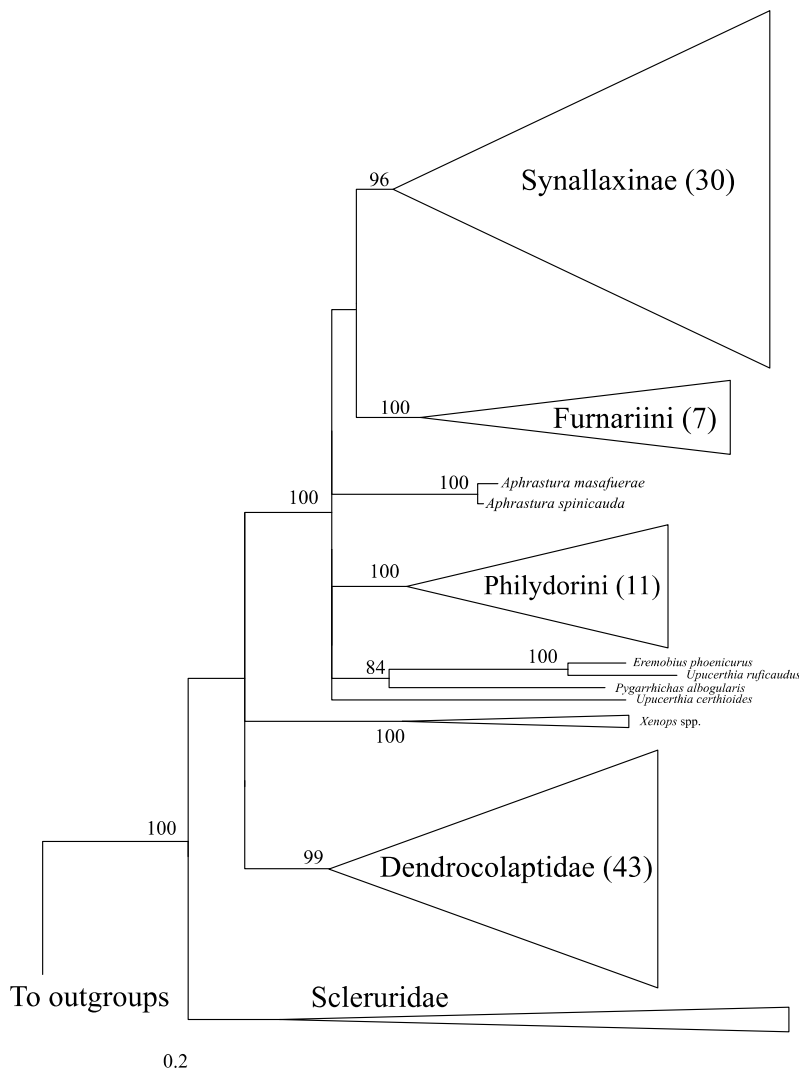 96
Synallaxinae (30)
100
Furnariini (7)
100
Aphrastura masafuerae
100
Aphrastura spinicauda
100
Philydorini (11)
100
Eremobius phoenicurus
84
Upucerthia ruficaudus
Pygarrhichas albogularis
Upucerthia certhioides
Xenops spp.
100
100
99
Dendrocolaptidae (43)
To outgroups
Scleruridae
0.2